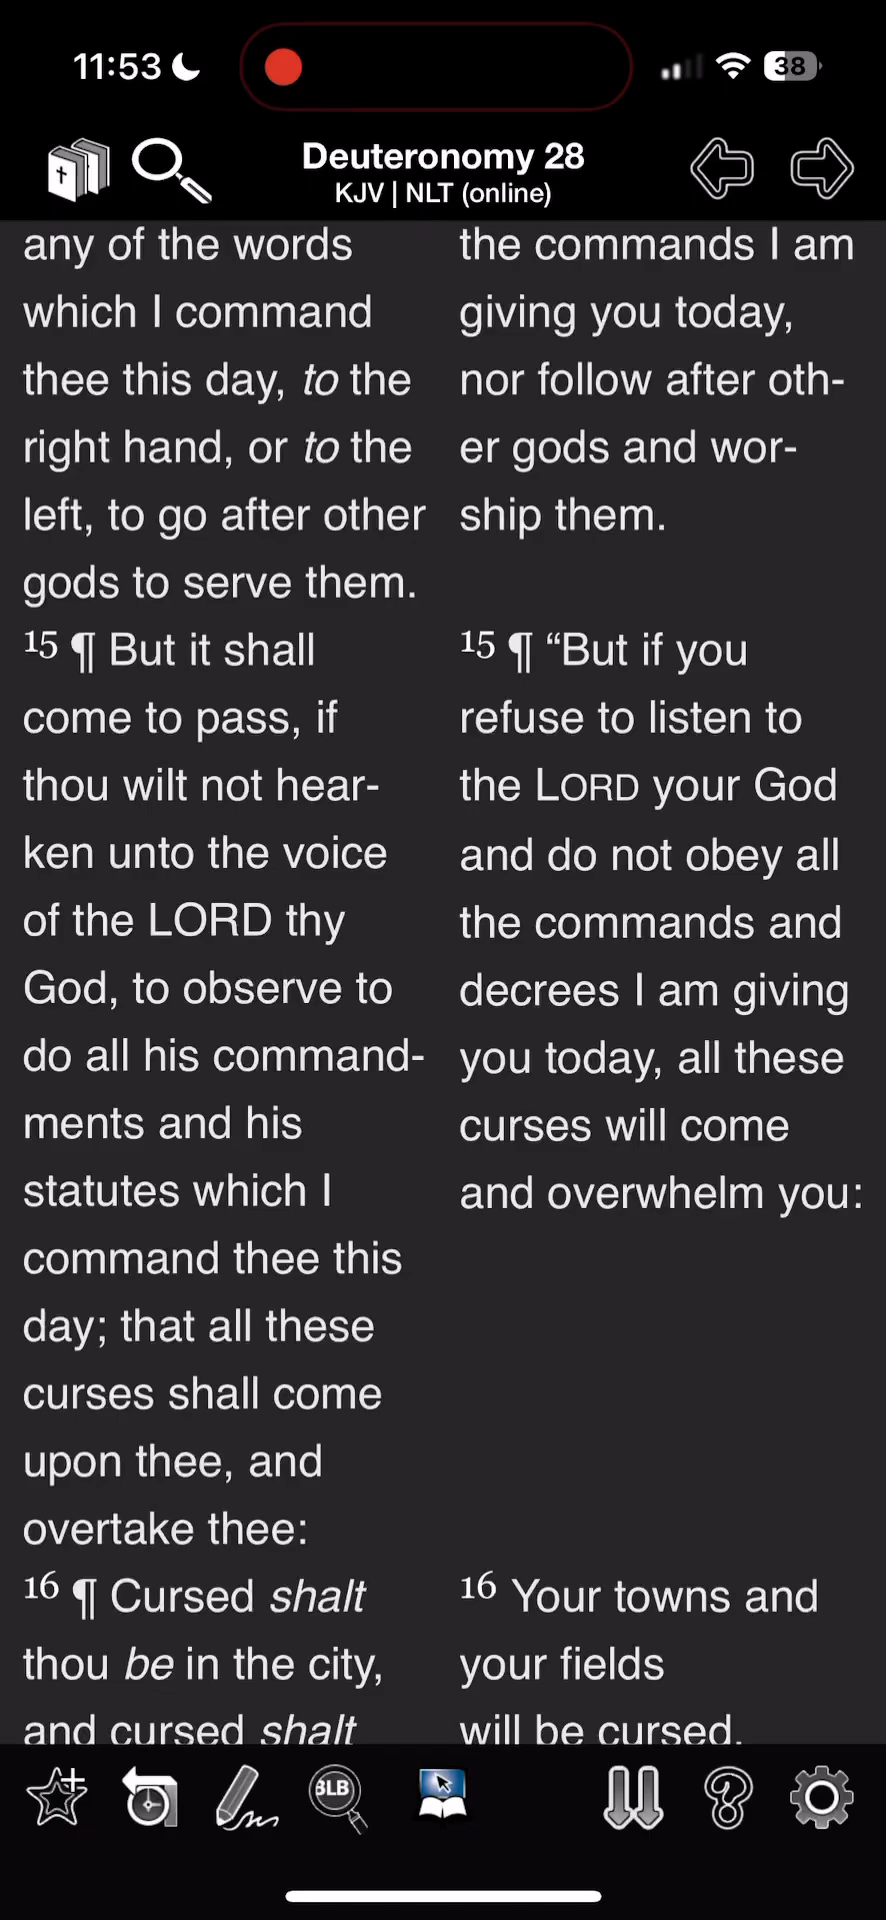 11:53
38
Deuteronomy 28
KJV | NLT (online)
any of the words
which I command
thee this day, to the
right hand, or to the
left, to go after other
gods to serve them.
15 ¶ But it shall
come to pass, if
thou wilt not hear-
ken unto the voice
of the LORD thy
God, to observe to
do all his command-
ments and his
statutes which I
command thee this
day; that all these
curses shall come
upon thee, and
overtake thee:
16 ¶ Cursed shalt
thou be in the city,
and cursed shalt
the commands I am
giving you today,
nor follow after oth-
er gods and wor-
ship them.
15 ¶ “But if you
refuse to listen to
the LORD your God
and do not obey all
the commands and
decrees I am giving
you today, all these
curses will come
and overwhelm you:
16 Your towns and
your fields
will be cursed.
BLB